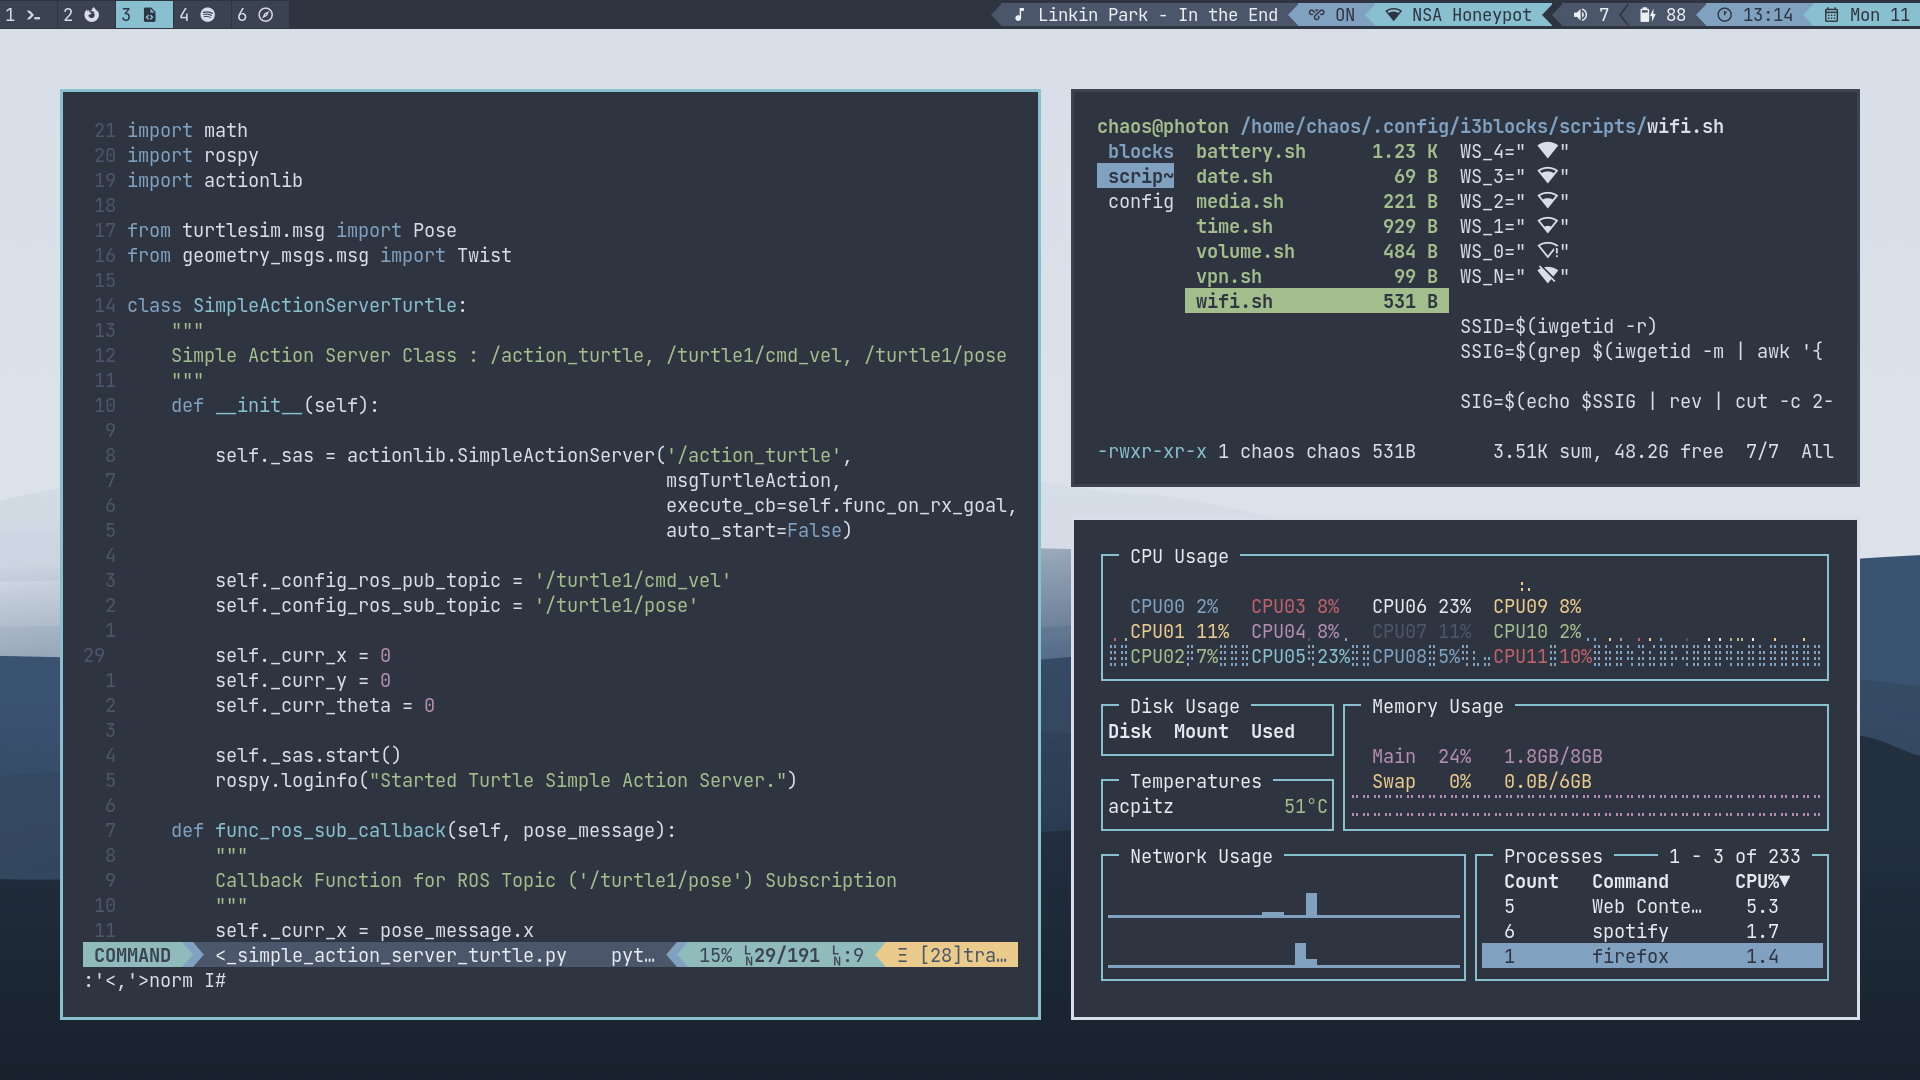 1 2 3 4 6 Linkin Park - In the End ON NSA Honeypot 7 88 13:14 Mon 11
21 import math
20 import rospy
19 import actionlib
18
17 from turtlesim.msg import Pose
16 from geometry_msgs.msg import Twist
15
14 class SimpleActionServerTurtle:
13 """
12 Simple Action Server Class : /action_turtle, /turtle1/cmd_vel, /turtle1/pose
11 """
10 def __init__(self):
9
8 self._sas = actionlib.SimpleActionServer('/action_turtle',
7 msgTurtleAction,
6 execute_cb=self.func_on_rx_goal,
5 auto_start=False)
4
3 self._config_ros_pub_topic = '/turtle1/cmd_vel'
2 self._config_ros_sub_topic = '/turtle1/pose'
1
29 self._curr_x = 0
1 self._curr_y = 0
2 self._curr_theta = 0
3
4 self._sas.start()
5 rospy.loginfo("Started Turtle Simple Action Server.")
6
7 def func_ros_sub_callback(self, pose_message):
8 """
9 Callback Function for ROS Topic ('/turtle1/pose') Subscription
10 """
11 self._curr_x = pose_message.x
COMMAND <_simple_action_server_turtle.py pyt… 15% ␤29/191 ␤:9 Ξ [28]tra…
:'<,'>norm I#
chaos@photon /home/chaos/.config/i3blocks/scripts/wifi.sh
blocks battery.sh 1.23 K WS_4=" "
scrip~ date.sh 69 B WS_3=" "
config media.sh 221 B WS_2=" "
time.sh 929 B WS_1=" "
volume.sh 484 B WS_0=" "
vpn.sh 99 B WS_N=" "
wifi.sh 531 B
SSID=$(iwgetid -r)
SSIG=$(grep $(iwgetid -m | awk '{
SIG=$(echo $SSIG | rev | cut -c 2-
-rwxr-xr-x 1 chaos chaos 531B 3.51K sum, 48.2G free 7/7 All
CPU Usage
CPU00 2% CPU03 8% CPU06 23% CPU09 8%
CPU01 11% CPU04 8% CPU07 11% CPU10 2%
CPU02 7% CPU05 23% CPU08 5% CPU11 10%
Disk Usage
Disk Mount Used
Memory Usage
Main 24% 1.8GB/8GB
Swap 0% 0.0B/6GB
Temperatures
acpitz 51°C
Network Usage
Processes 1 - 3 of 233
Count Command CPU%▼
5 Web Conte… 5.3
6 spotify 1.7
1 firefox 1.4